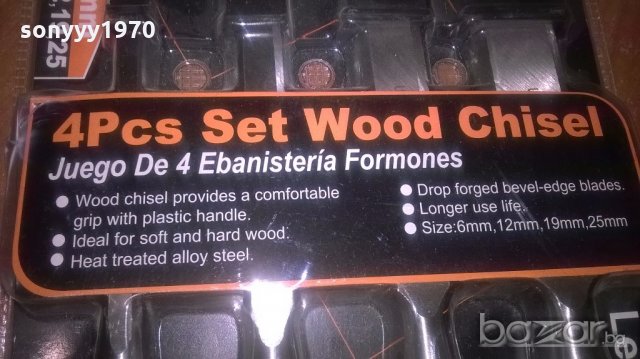 sonyyy1970
4Pcs Set Wood Chisel
Juego De 4 Ebanistería Formones
● Wood chisel provides a comfortable
grip with plastic handle.
● Ideal for soft and hard wood.
● Heat treated alloy steel.
● Drop forged bevel-edge blades.
● Longer use life.
● Size:6mm,12mm,19mm,25mm
bazar.bg